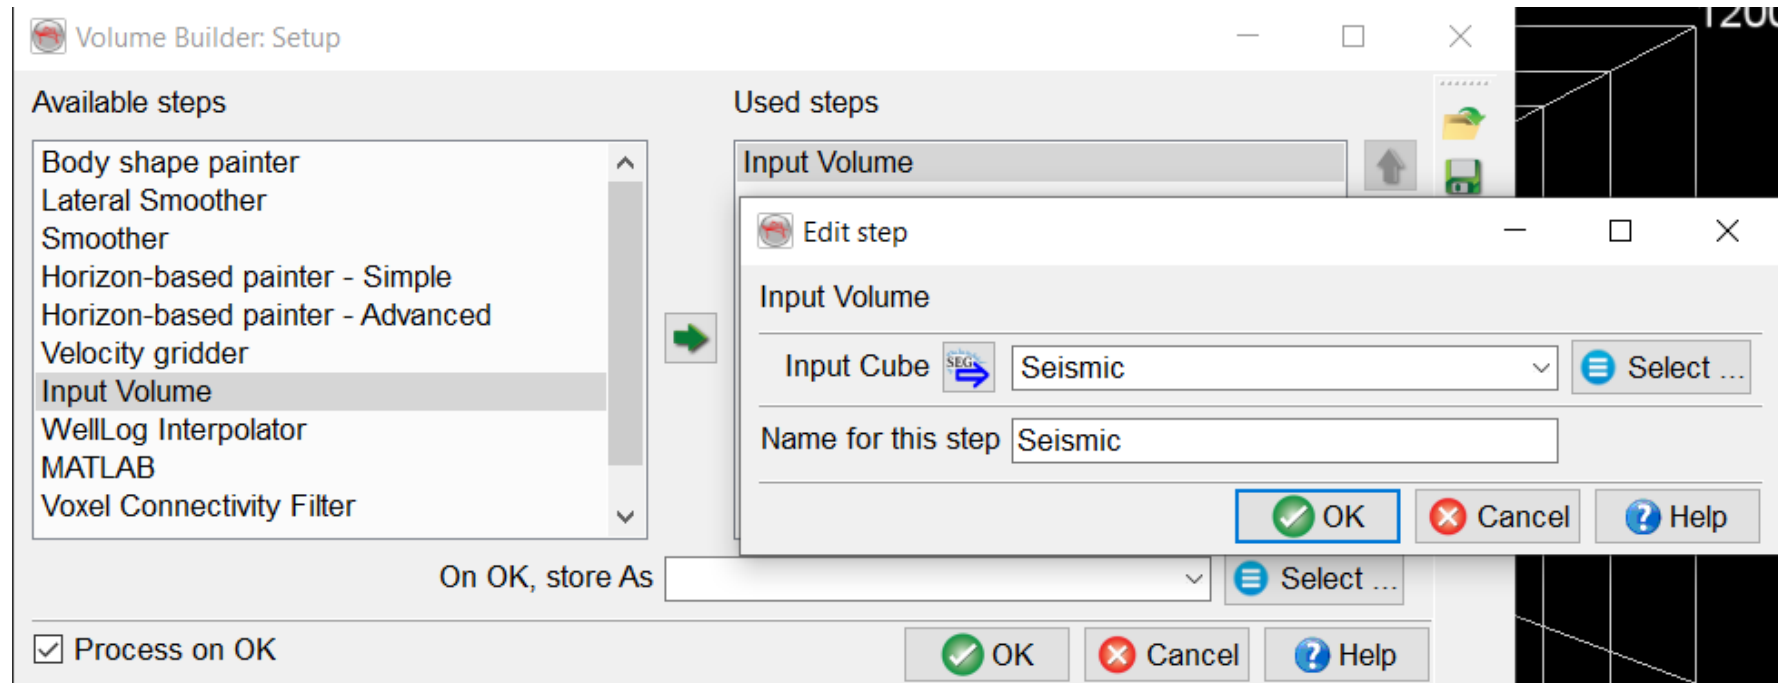 Volume Builder: Setup
1200
Available steps
Used steps
Body shape painter
Lateral Smoother
Smoother
Horizon-based painter - Simple
Horizon-based painter - Advanced
Velocity gridder
Input Volume
WellLog Interpolator
MATLAB
Voxel Connectivity Filter
Input Volume
Edit step
Input Volume
Input Cube SEG Seismic Select ...
Name for this step Seismic
OK Cancel Help
On OK, store As Select ...
Process on OK OK Cancel Help